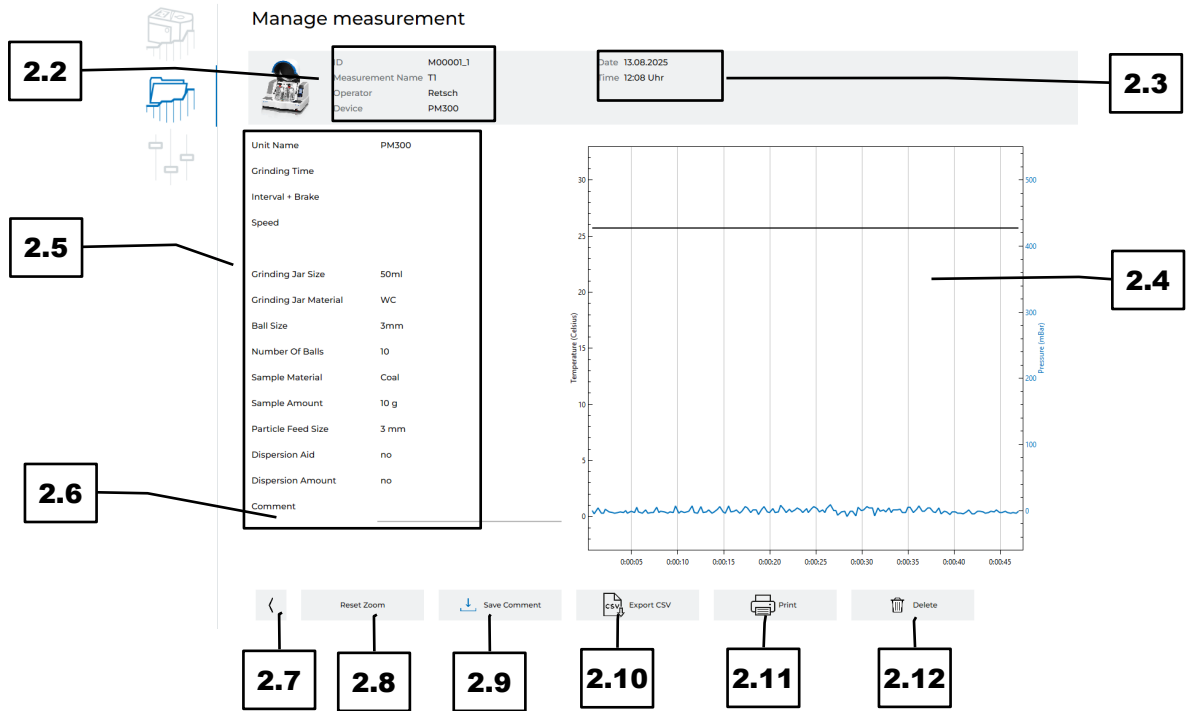 Manage measurement
2.2
ID M00001_1
Measurement Name T1
Operator Retsch
Device PM300
Date 13.08.2025
Time 12:08 Uhr
2.3
Unit Name PM300
Grinding Time
Interval + Brake
Speed
2.5
Grinding Jar Size 50ml
Grinding Jar Material WC
Ball Size 3mm
Number Of Balls 10
Sample Material Coal
Sample Amount 10 g
Particle Feed Size 3 mm
Dispersion Aid no
Dispersion Amount no
Comment
2.6
Temperature (Celsius)
30
25
20
15
10
5
0
Pressure (mBar)
500
400
300
200
100
0
2.4
0:00:05 0:00:10 0:00:15 0:00:20 0:00:25 0:00:30 0:00:35 0:00:40 0:00:45
Reset Zoom
Save Comment
CSV Export CSV
Print
Delete
2.7
2.8
2.9
2.10
2.11
2.12